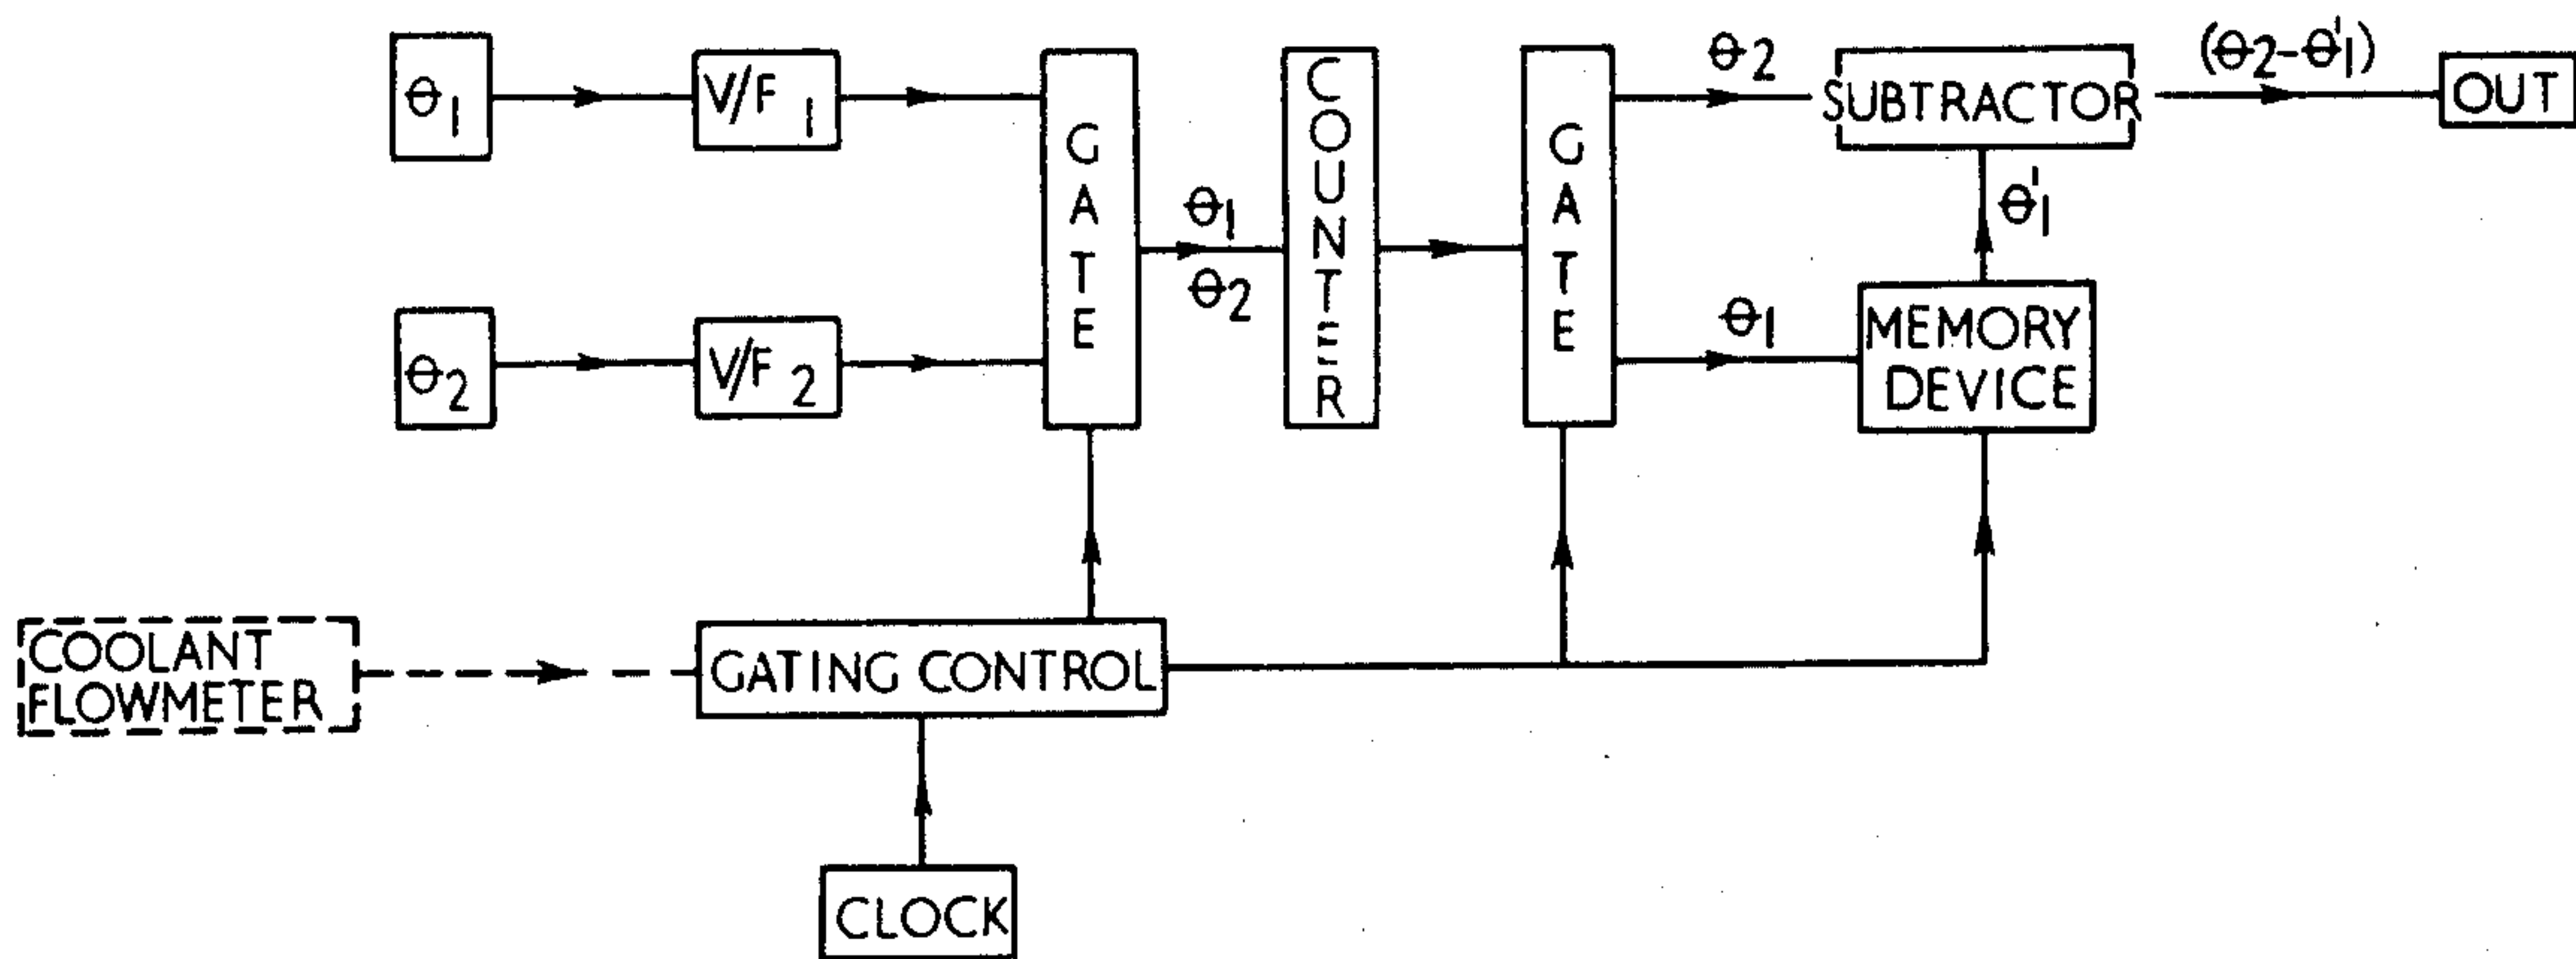 θ1
V/F 1
GATE
θ1
θ2
COUNTER
GATE
θ2
SUBTRACTOR
(θ2-θ'1)
OUT
θ'1
θ2
V/F 2
θ1
MEMORY
DEVICE
COOLANT
FLOWMETER
GATING CONTROL
CLOCK